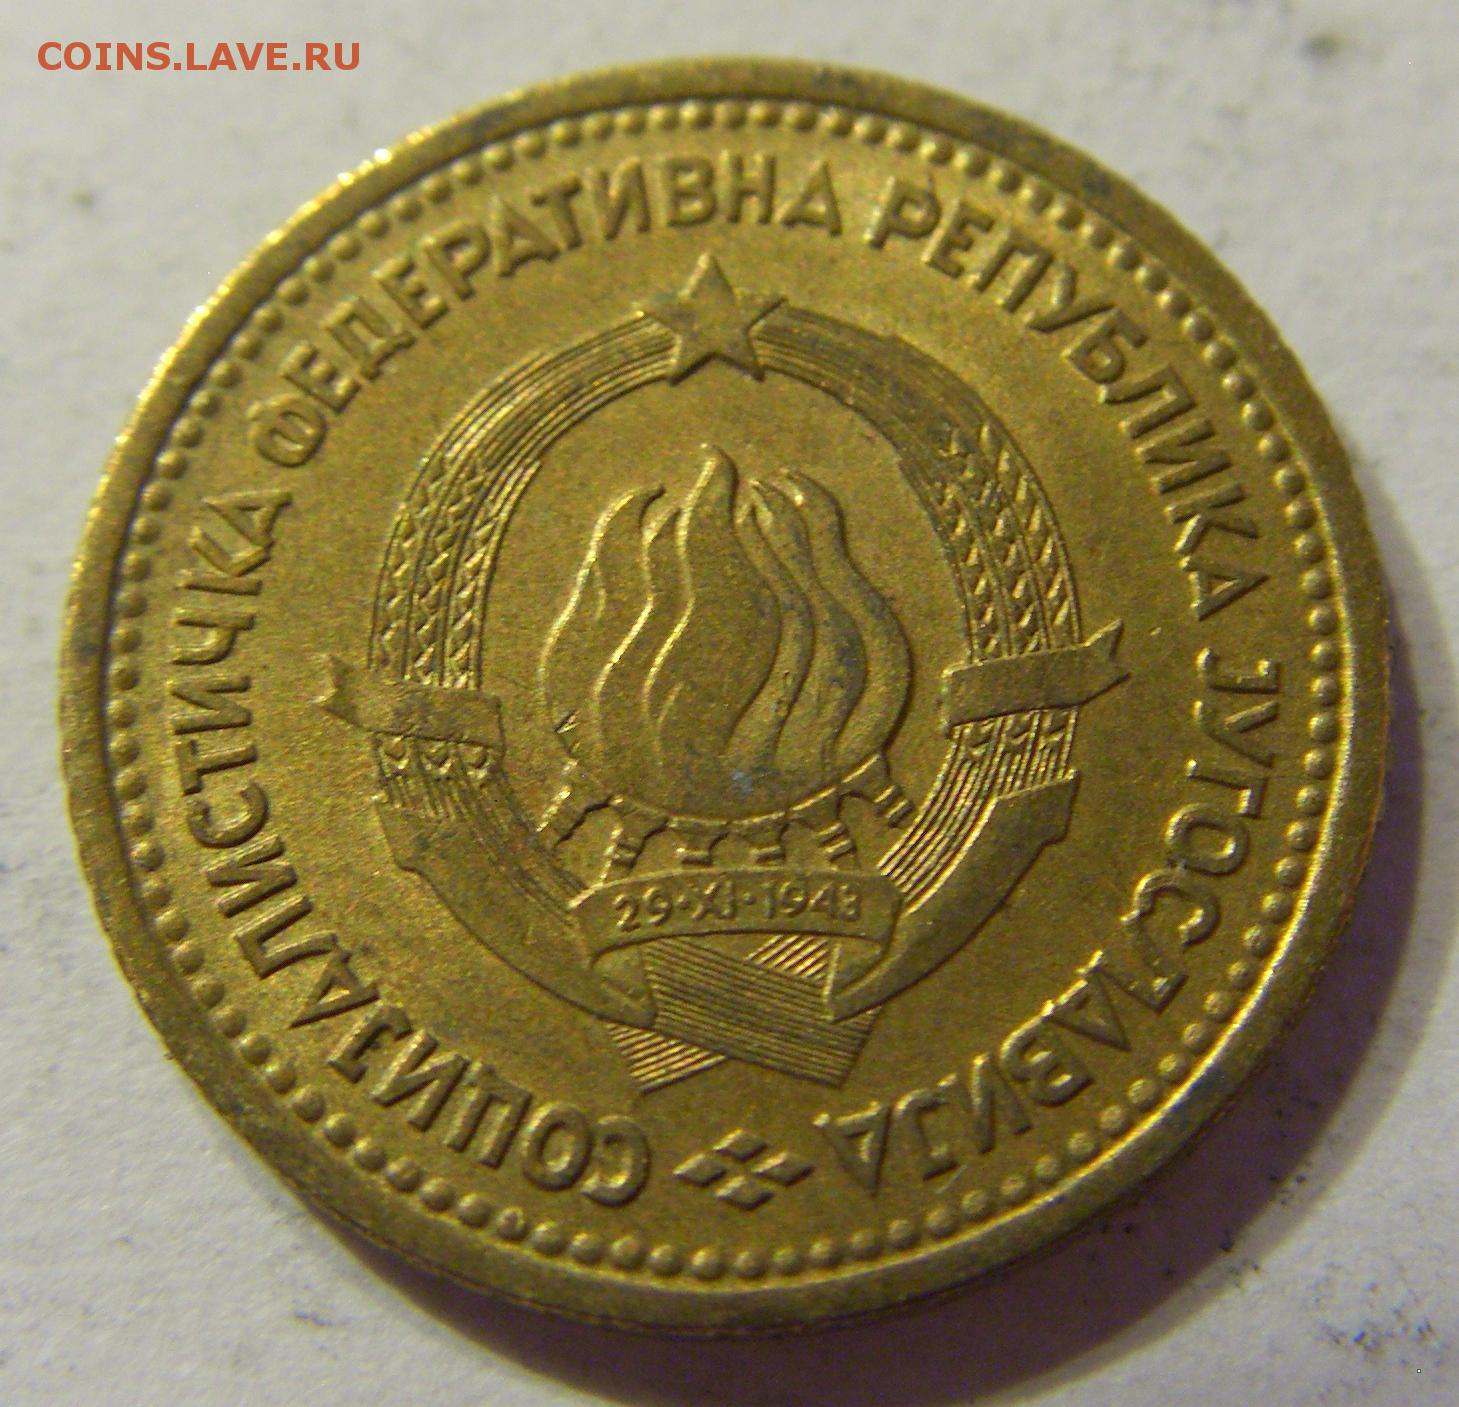 COINS.LAVE.RU
СОЦИЈАЛИСТИЧКА ФЕДЕРАТИВНА РЕПУБЛИКА ЈУГОСЛАВИЈА
29·XI·1943